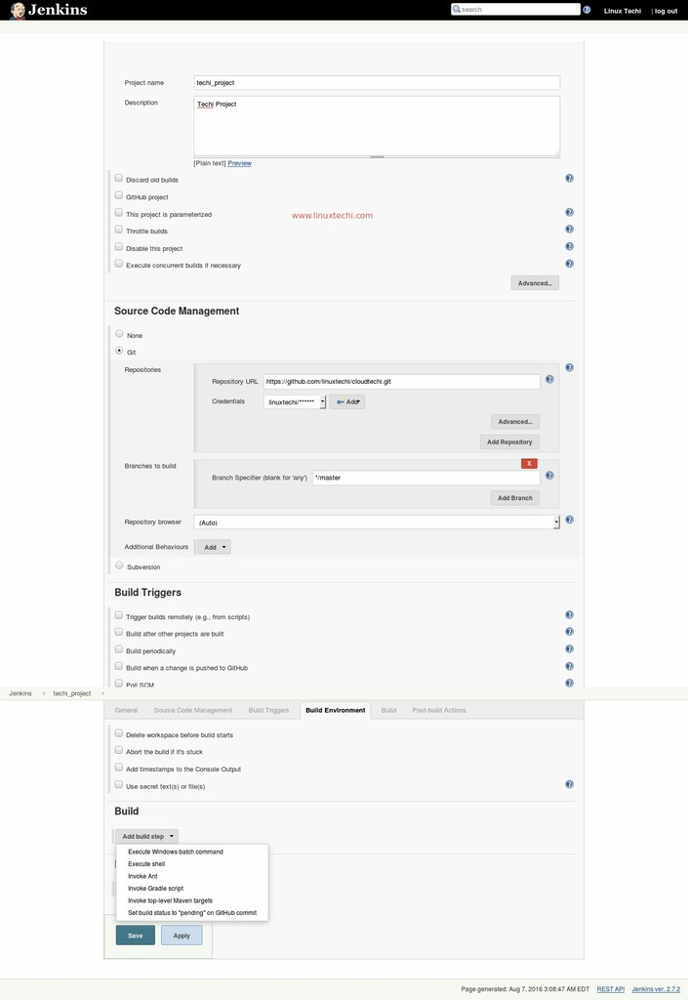 Jenkins
search
Linux Techi
| log out
Project name
techi_project
Description
Techi Project
[Plain text] Preview
Discard old builds
GitHub project
This project is parameterized
www.linuxtechi.com
Throttle builds
Disable this project
Execute concurrent builds if necessary
Advanced...
Source Code Management
None
Git
Repositories
Repository URL
https://github.com/linuxtechi/cloudtechi.git
Credentials
linuxtechi/******
Add
Advanced...
Add Repository
X
Branches to build
Branch Specifier (blank for 'any')
*/master
Add Branch
Repository browser
(Auto)
Additional Behaviours
Add
Subversion
Build Triggers
Trigger builds remotely (e.g., from scripts)
Build after other projects are built
Build periodically
Build when a change is pushed to GitHub
Poll SCM
Jenkins
techi_project
General
Source Code Management
Build Triggers
Build Environment
Build
Post-build Actions
Delete workspace before build starts
Abort the build if it's stuck
Add timestamps to the Console Output
Use secret text(s) or file(s)
Build
Add build step
Execute Windows batch command
Execute shell
Invoke Ant
Invoke Gradle script
Invoke top-level Maven targets
Set build status to "pending" on GitHub commit
Save
Apply
Page generated: Aug 7, 2016 3:08:47 AM EDT
REST API
Jenkins ver. 2.7.2